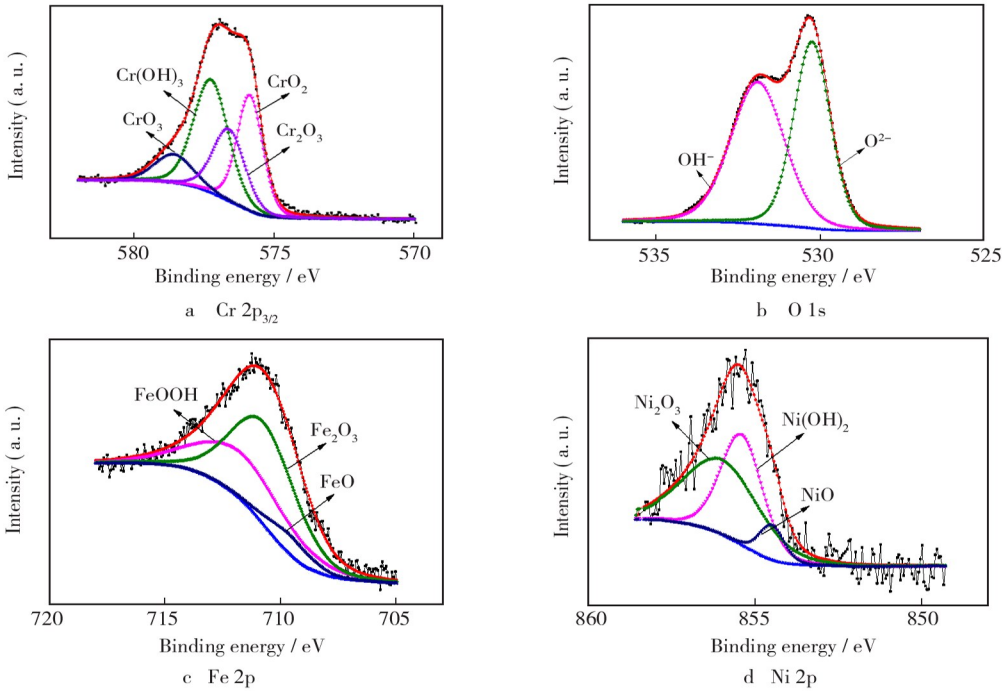 Intensity ( a. u. )
Cr(OH)₃
CrO₂
CrO₃
Cr₂O₃
580 575 570
Binding energy / eV
a Cr 2p₃/₂
Intensity ( a. u. )
OH⁻
O²⁻
535 530 525
Binding energy / eV
b O 1s
Intensity ( a. u. )
FeOOH
Fe₂O₃
FeO
720 715 710 705
Binding energy / eV
c Fe 2p
Intensity ( a. u. )
Ni₂O₃
Ni(OH)₂
NiO
860 855 850
Binding energy / eV
d Ni 2p